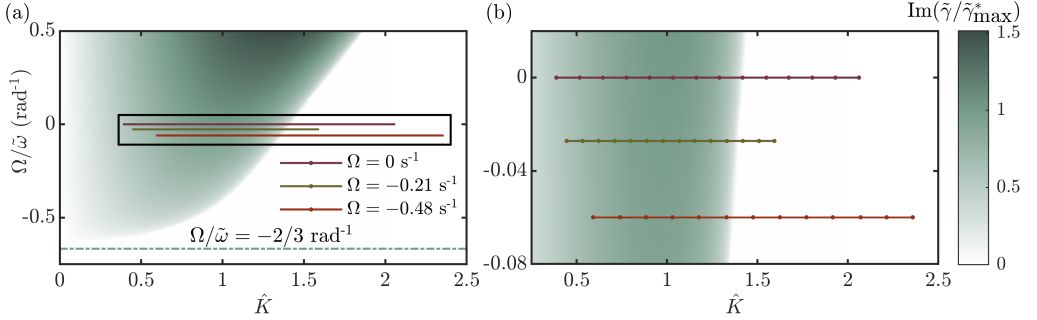 (a)
0.5
0
-0.5
Ω/ω̃ (rad⁻¹)
Ω = 0 s⁻¹
Ω = −0.21 s⁻¹
Ω = −0.48 s⁻¹
Ω/ω̃ = −2/3 rad⁻¹
0 0.5 1 1.5 2 2.5
K̂
(b)
0
-0.04
-0.08
0.5 1 1.5 2 2.5
K̂
Im(γ̃/γ̃*max)
1.5
1
0.5
0